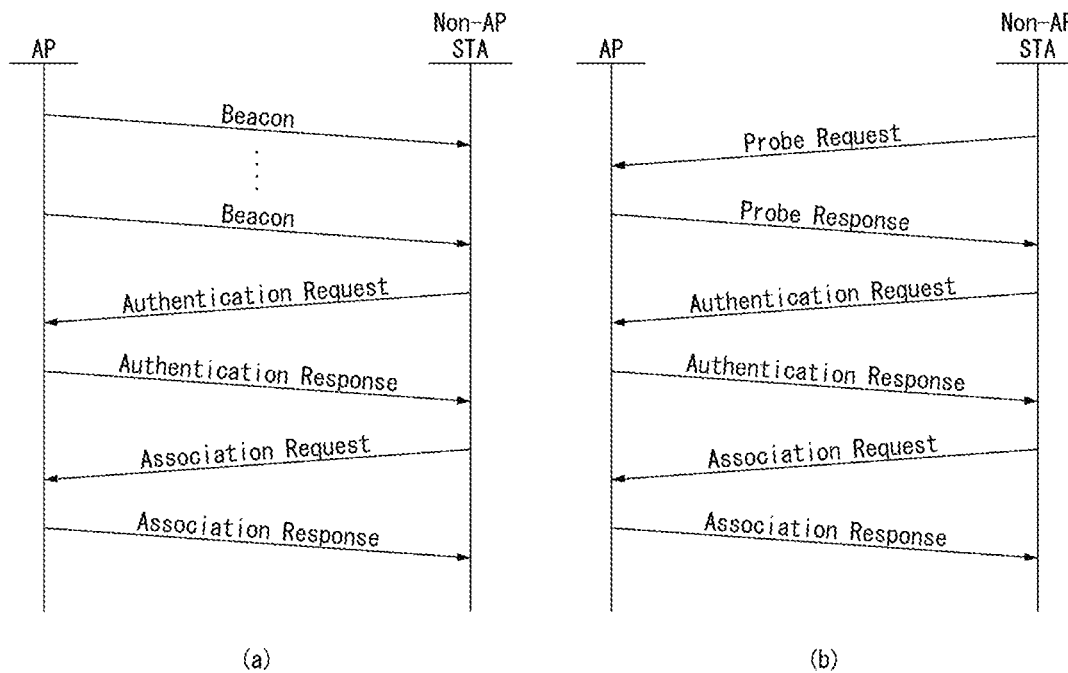 AP
Non-AP
STA
Beacon
Beacon
Authentication Request
Authentication Response
Association Request
Association Response
(a)
AP
Non-AP
STA
Probe Request
Probe Response
Authentication Request
Authentication Response
Association Request
Association Response
(b)